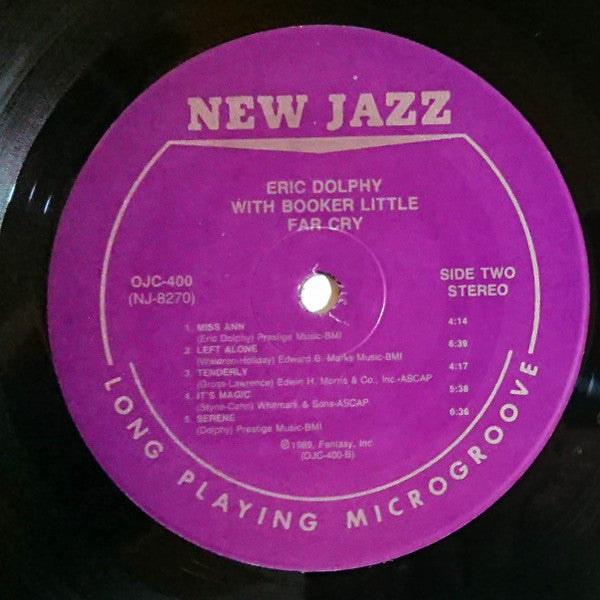 NEW JAZZ
ERIC DOLPHY
WITH BOOKER LITTLE
FAR CRY
OJC-400
(NJ-8270)
SIDE TWO
STEREO
1. MISS ANN 4:14
(Eric Dolphy) Prestige Music-BMI
2. LEFT ALONE 6:39
(Waldron-Holiday) Edward B. Marks Music-BMI
3. TENDERLY 4:17
(Gross-Lawrence) Edwin H. Morris & Co., Inc.-ASCAP
4. IT'S MAGIC 5:38
(Styne-Cahn) Whitmark & Sons-ASCAP
5. SERENE 6:36
(Dolphy) Prestige Music-BMI
℗1989, Fantasy, Inc
(OJC-400-B)
LONG PLAYING MICROGROOVE